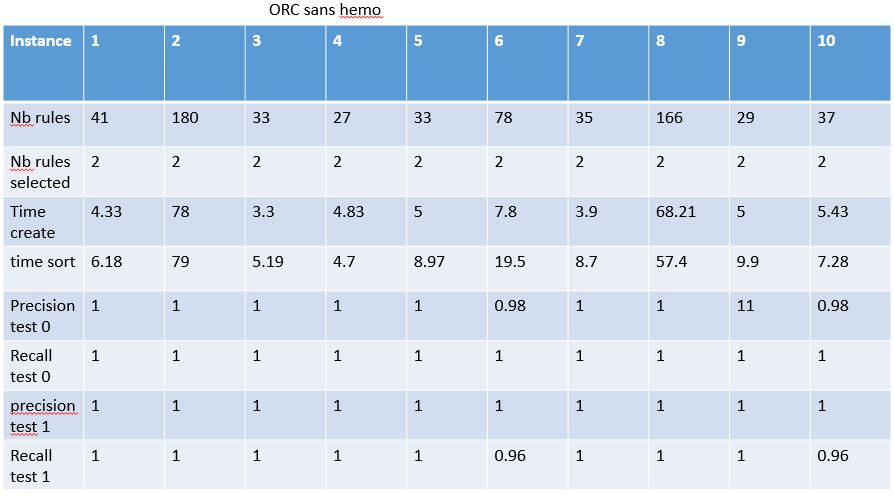 ORC sans hemo
Instance 1 2 3 4 5 6 7 8 9 10
Nb rules 41 180 33 27 33 78 35 166 29 37
Nb rules 2 2 2 2 2 2 2 2 2 2
selected
Time 4.33 78 3.3 4.83 5 7.8 3.9 68.21 5 5.43
create
time sort 6.18 79 5.19 4.7 8.97 19.5 8.7 57.4 9.9 7.28
Precision 1 1 1 1 1 0.98 1 1 11 0.98
test 0
Recall 1 1 1 1 1 1 1 1 1 1
test 0
precision 1 1 1 1 1 1 1 1 1 1
test 1
Recall 1 1 1 1 1 0.96 1 1 1 0.96
test 1